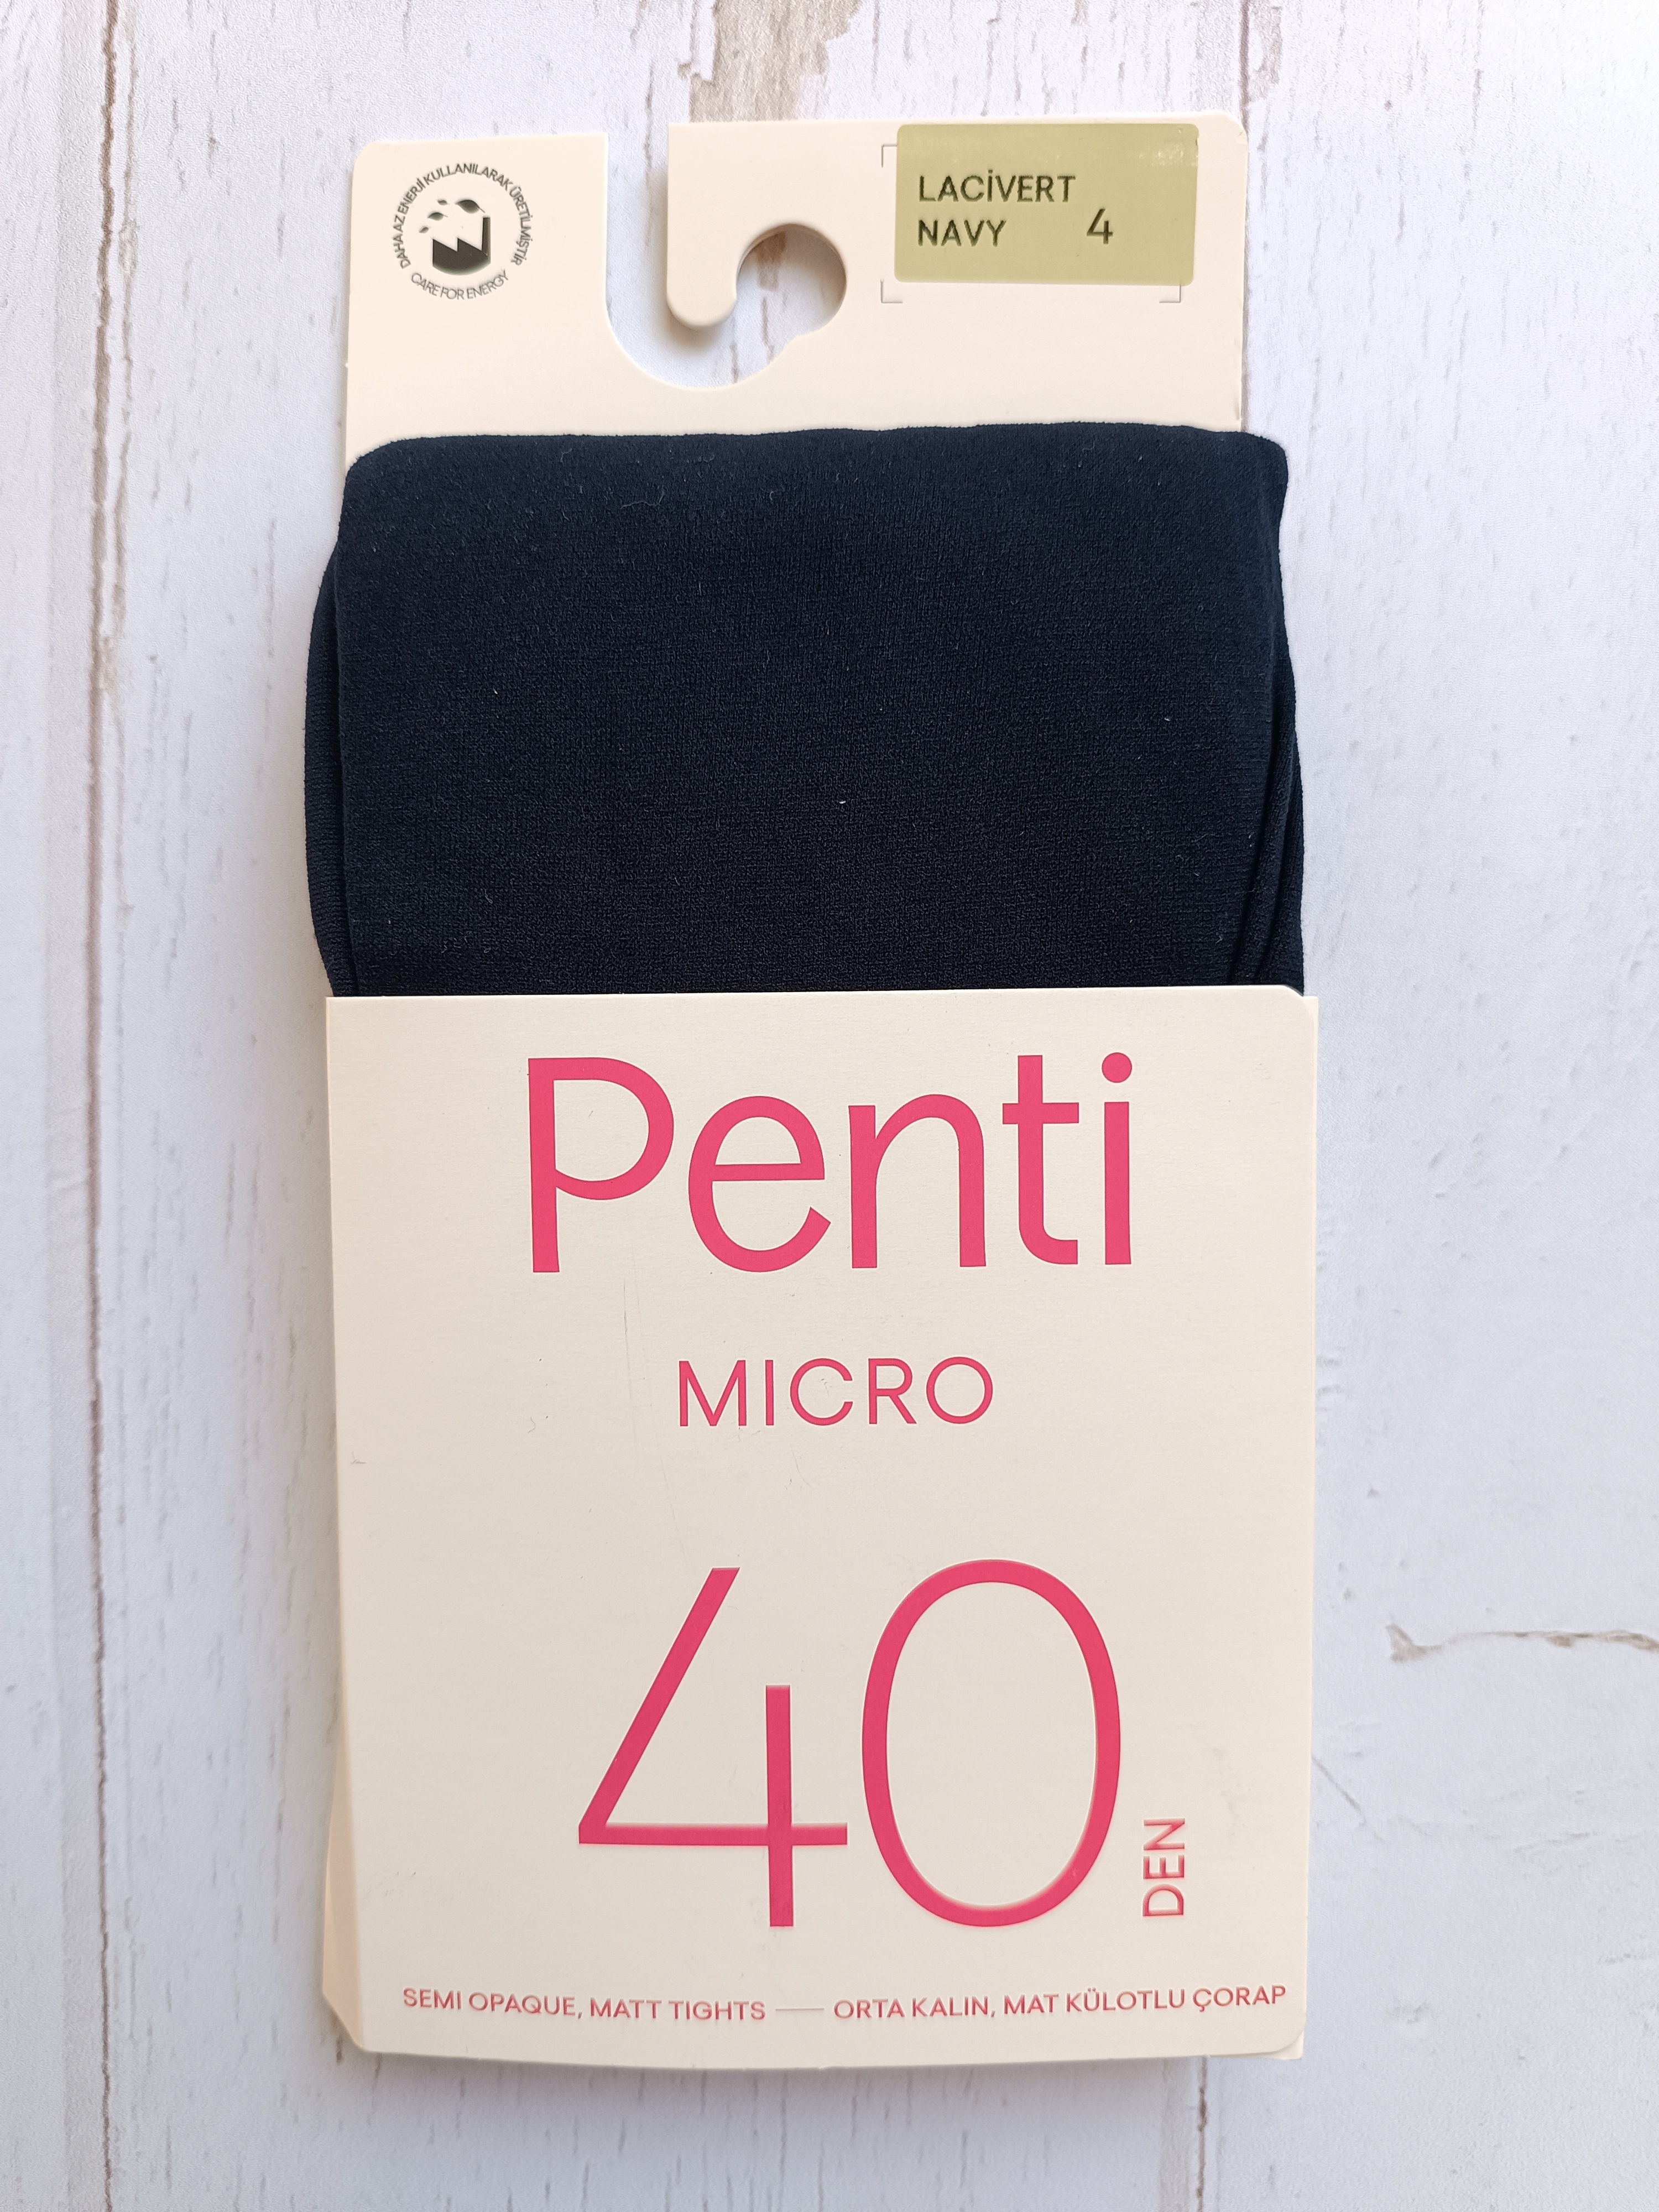 DAHA AZ ENERJİ KULLANILARAK ÜRETİLMİŞTİR
CARE FOR ENERGY
LACİVERT
NAVY 4
Penti
MICRO
40 DEN
SEMI OPAQUE, MATT TIGHTS — ORTA KALIN, MAT KÜLOTLU ÇORAP